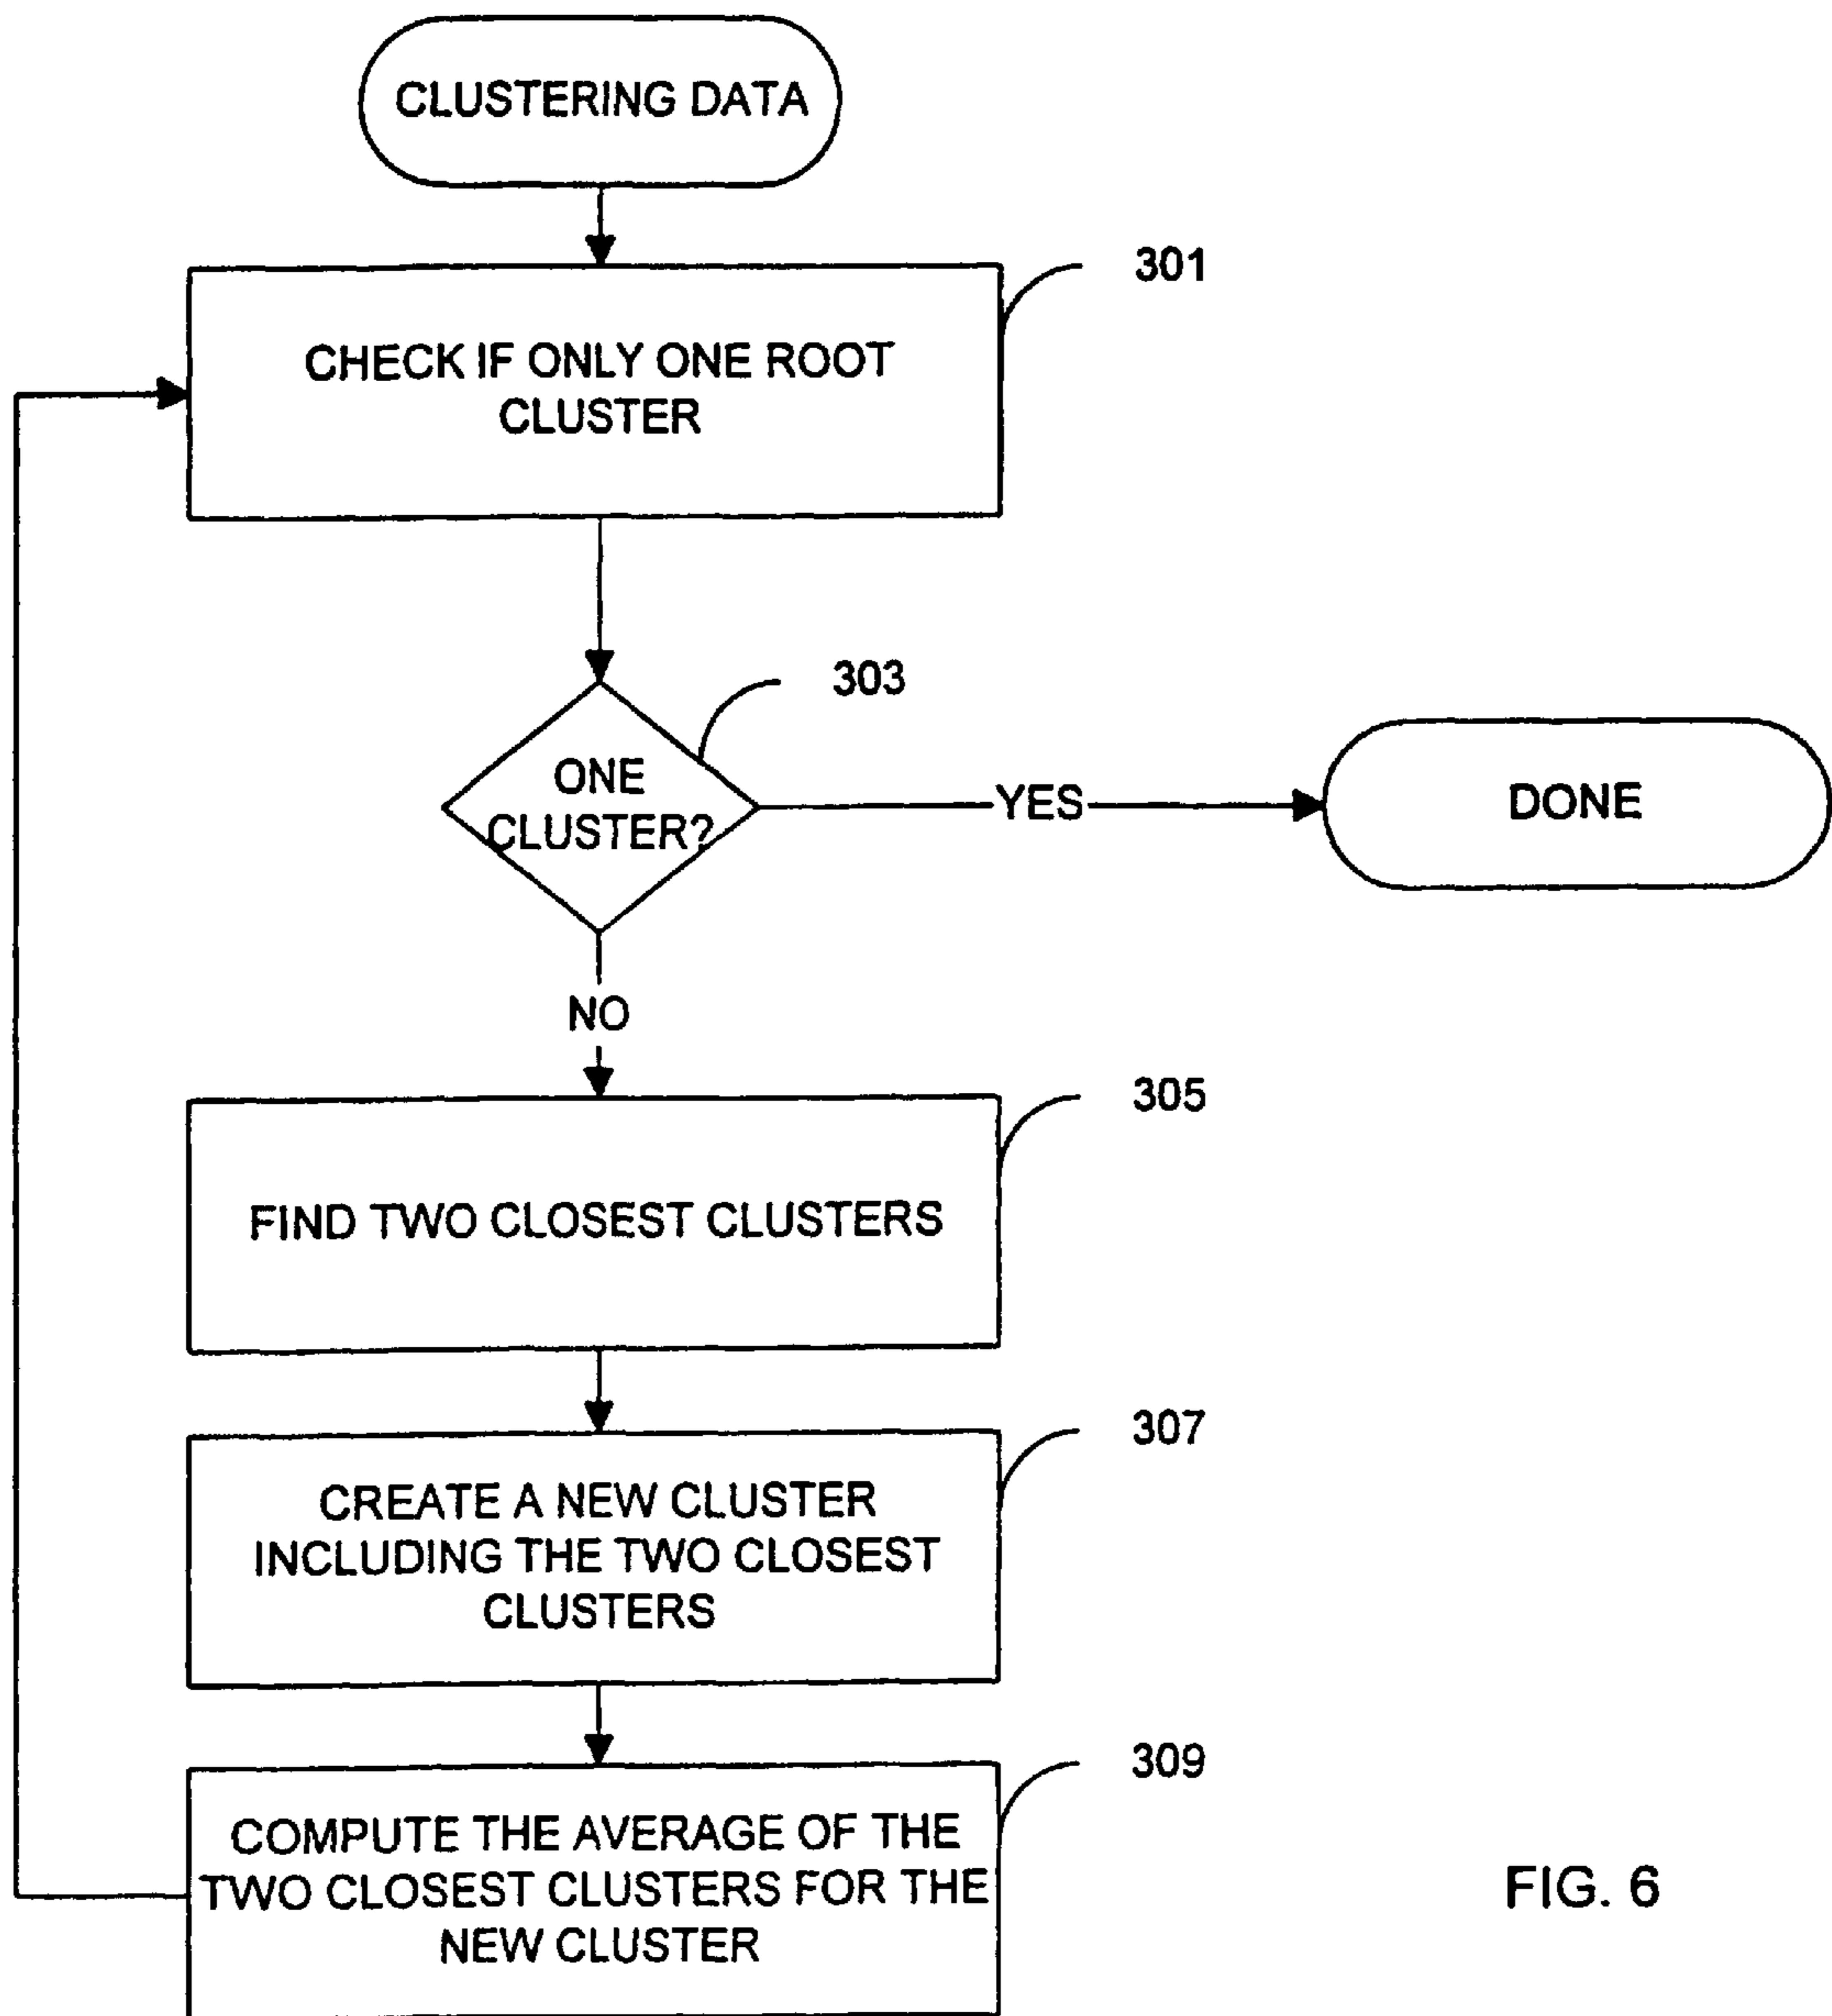 CLUSTERING DATA
301
CHECK IF ONLY ONE ROOT
CLUSTER
303
ONE
CLUSTER?
YES
DONE
NO
305
FIND TWO CLOSEST CLUSTERS
307
CREATE A NEW CLUSTER
INCLUDING THE TWO CLOSEST
CLUSTERS
309
COMPUTE THE AVERAGE OF THE
TWO CLOSEST CLUSTERS FOR THE
NEW CLUSTER
FIG. 6